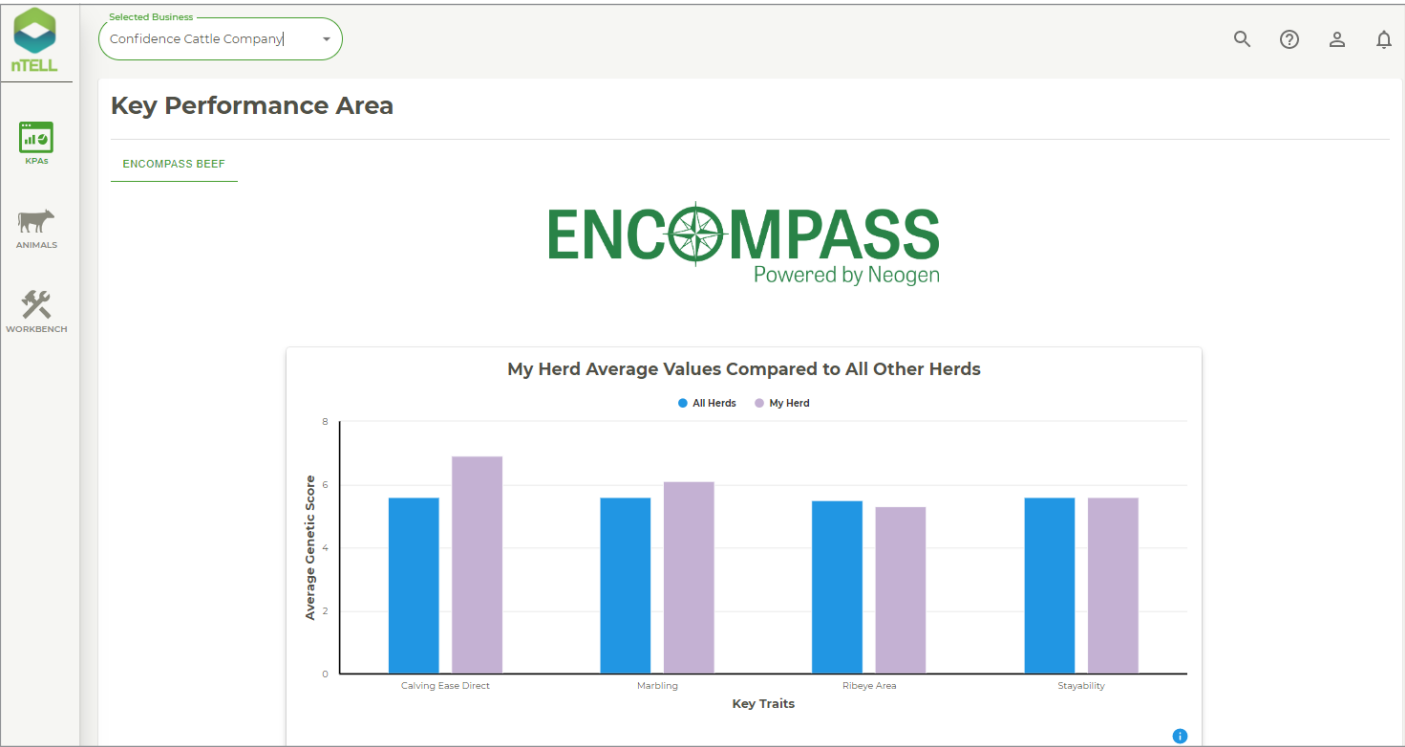 Selected Business
Confidence Cattle Company
nTELL
Key Performance Area
KPAs
ENCOMPASS BEEF
ANIMALS
ENCOMPASS
Powered by Neogen
WORKBENCH
My Herd Average Values Compared to All Other Herds
All Herds My Herd
8
6
4
2
0
Average Genetic Score
Calving Ease Direct Marbling Ribeye Area Stayability
Key Traits